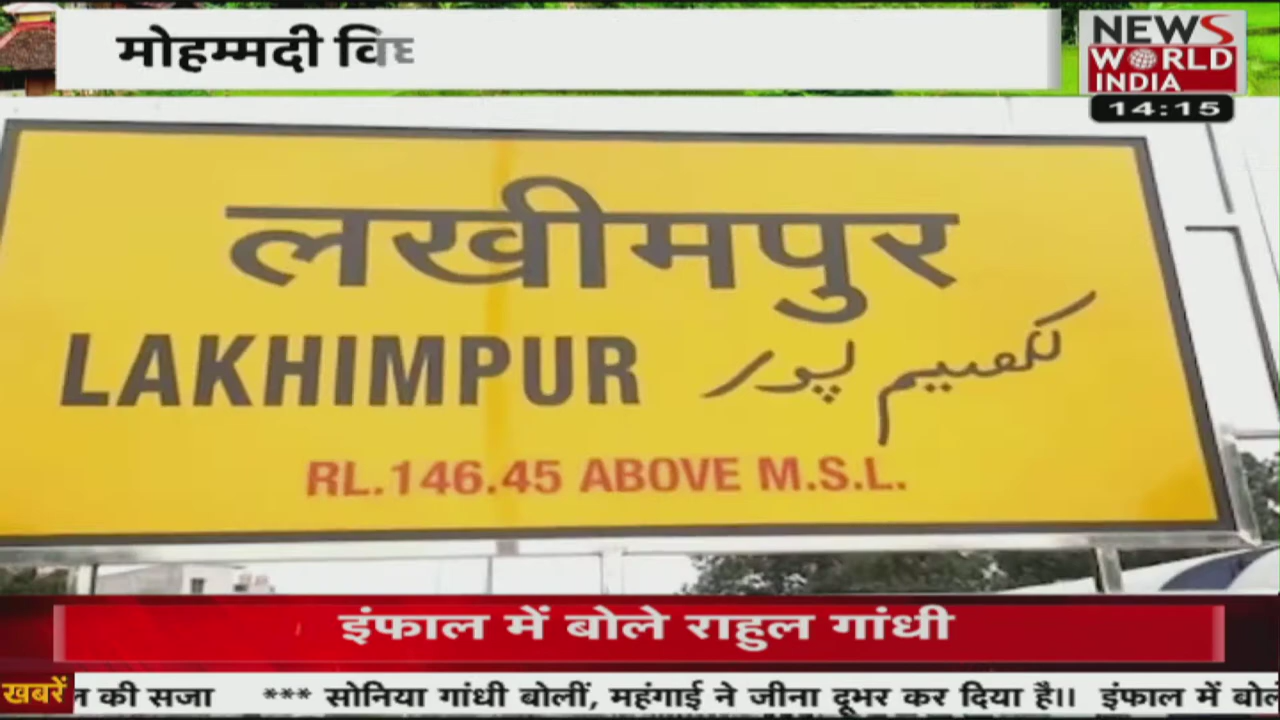 मोहम्मदी
NEWS
WORLD
INDIA
14:15
लखीमपुर
LAKHIMPUR لکھیم پور
RL.146.45 ABOVE M.S.L.
इंफाल में बोले राहुल गांधी
खबरें की सजा *** सोनिया गांधी बोलीं, महंगाई ने जीना दूभर कर दिया है।। इंफाल में